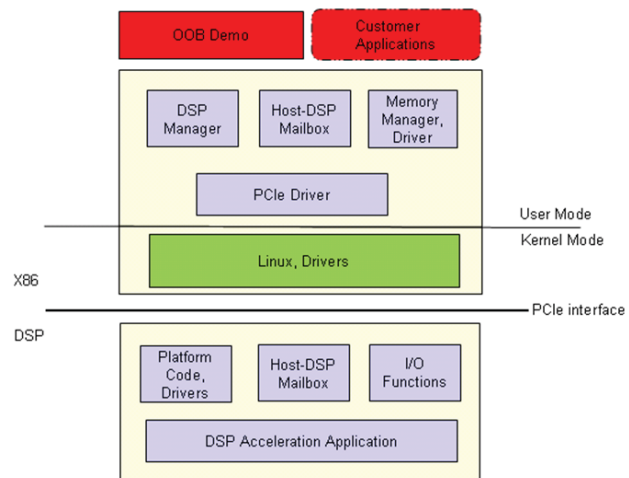 OOB Demo
Customer
Applications
DSP
Manager
Host-DSP
Mailbox
Memory
Manager,
Driver
PCIe Driver
User Mode
Kernel Mode
Linux, Drivers
X86
PCIe interface
DSP
Platform
Code,
Drivers
Host-DSP
Mailbox
I/O
Functions
DSP Acceleration Application